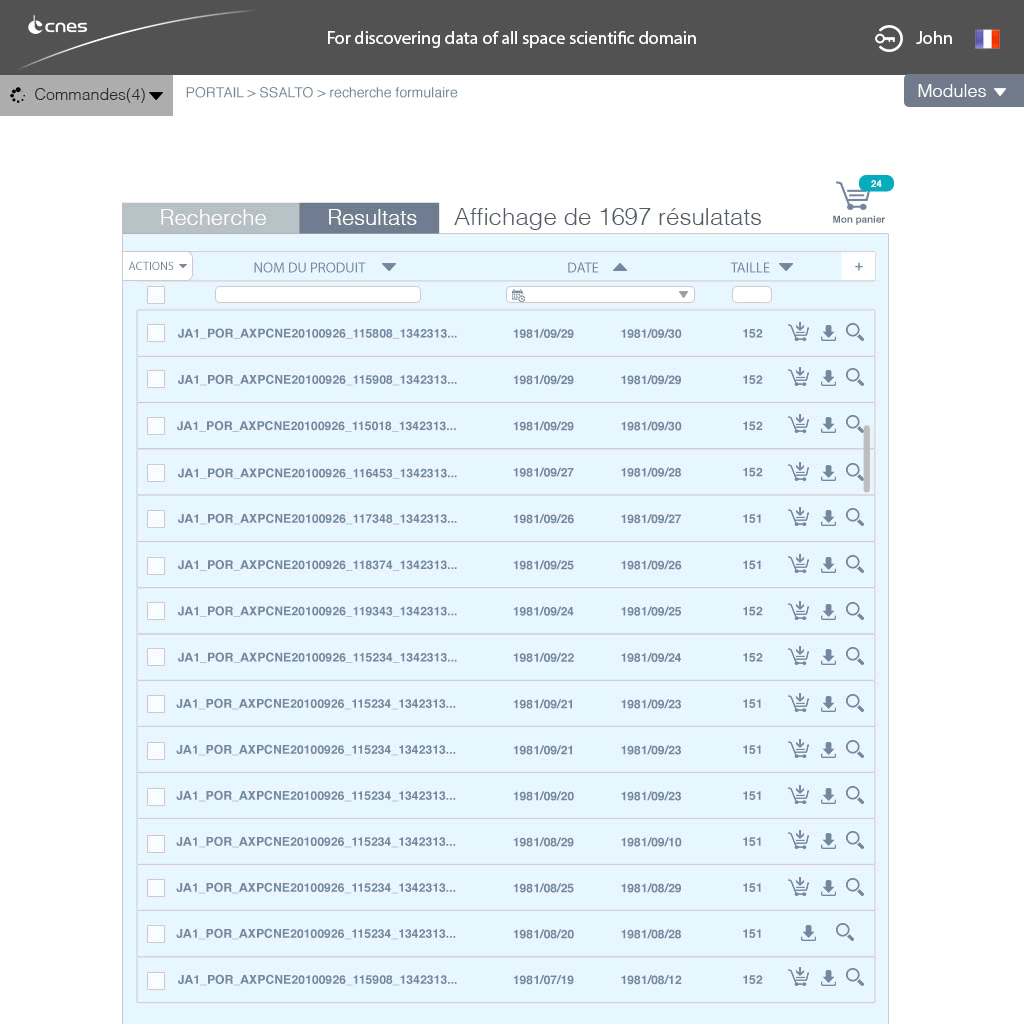 cnes
For discovering data of all space scientific domain
John
Commandes(4)
PORTAIL > SSALTO > recherche formulaire
Modules
24
Mon panier
Recherche
Resultats
Affichage de 1697 résulatats
ACTIONS
NOM DU PRODUIT
DATE
TAILLE
+
JA1_POR_AXPCNE20100926_115808_1342313... 1981/09/29 1981/09/30 152
JA1_POR_AXPCNE20100926_115908_1342313... 1981/09/29 1981/09/29 152
JA1_POR_AXPCNE20100926_115018_1342313... 1981/09/29 1981/09/30 152
JA1_POR_AXPCNE20100926_116453_1342313... 1981/09/27 1981/09/28 152
JA1_POR_AXPCNE20100926_117348_1342313... 1981/09/26 1981/09/27 151
JA1_POR_AXPCNE20100926_118374_1342313... 1981/09/25 1981/09/26 151
JA1_POR_AXPCNE20100926_119343_1342313... 1981/09/24 1981/09/25 152
JA1_POR_AXPCNE20100926_115234_1342313... 1981/09/22 1981/09/24 152
JA1_POR_AXPCNE20100926_115234_1342313... 1981/09/21 1981/09/23 151
JA1_POR_AXPCNE20100926_115234_1342313... 1981/09/21 1981/09/23 151
JA1_POR_AXPCNE20100926_115234_1342313... 1981/09/20 1981/09/23 151
JA1_POR_AXPCNE20100926_115234_1342313... 1981/08/29 1981/09/10 151
JA1_POR_AXPCNE20100926_115234_1342313... 1981/08/25 1981/08/29 151
JA1_POR_AXPCNE20100926_115234_1342313... 1981/08/20 1981/08/28 151
JA1_POR_AXPCNE20100926_115908_1342313... 1981/07/19 1981/08/12 152